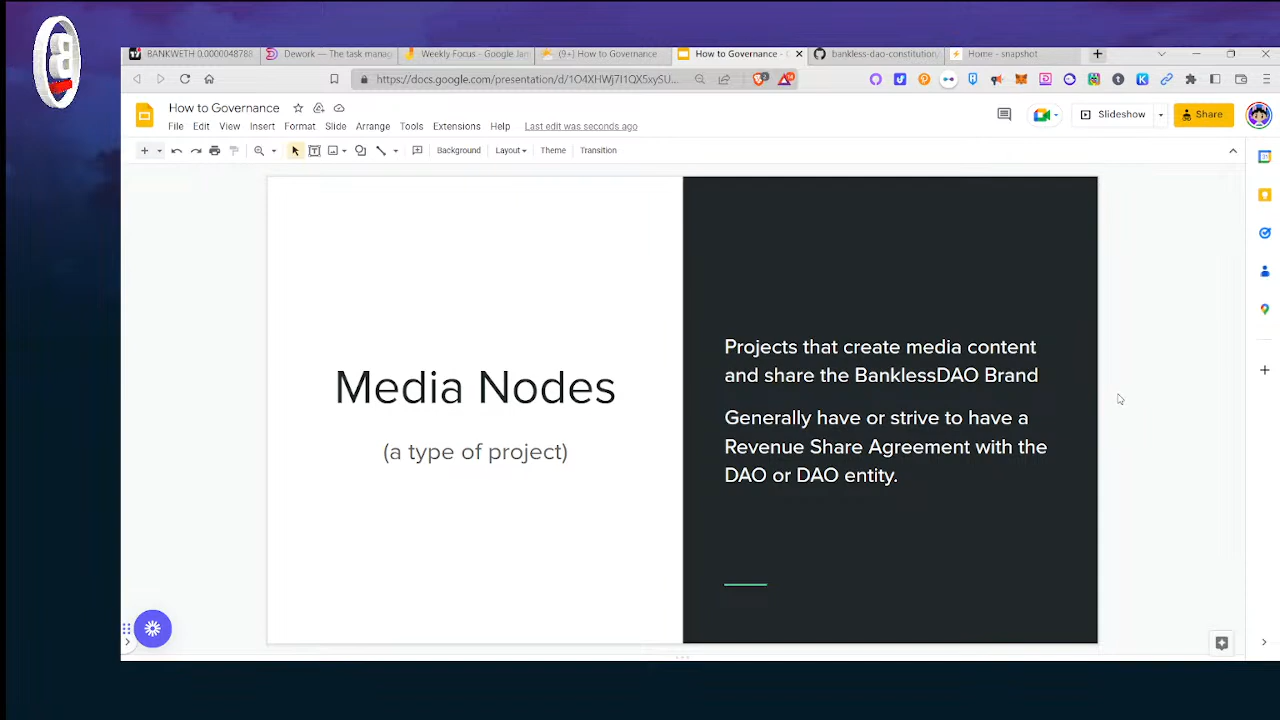 BANKWETH 0.0000048788
Dework — The task manag
Weekly Focus - Google Jam
(9+) How to Governance
How to Governance - G
bankless-dao-constitution,
Home - snapshot
https://docs.google.com/presentation/d/1O4XHWj7I1QX5xySU...
How to Governance
Slideshow
Share
File Edit View Insert Format Slide Arrange Tools Extensions Help Last edit was seconds ago
Background Layout Theme Transition
Media Nodes
(a type of project)
Projects that create media content
and share the BanklessDAO Brand
Generally have or strive to have a
Revenue Share Agreement with the
DAO or DAO entity.